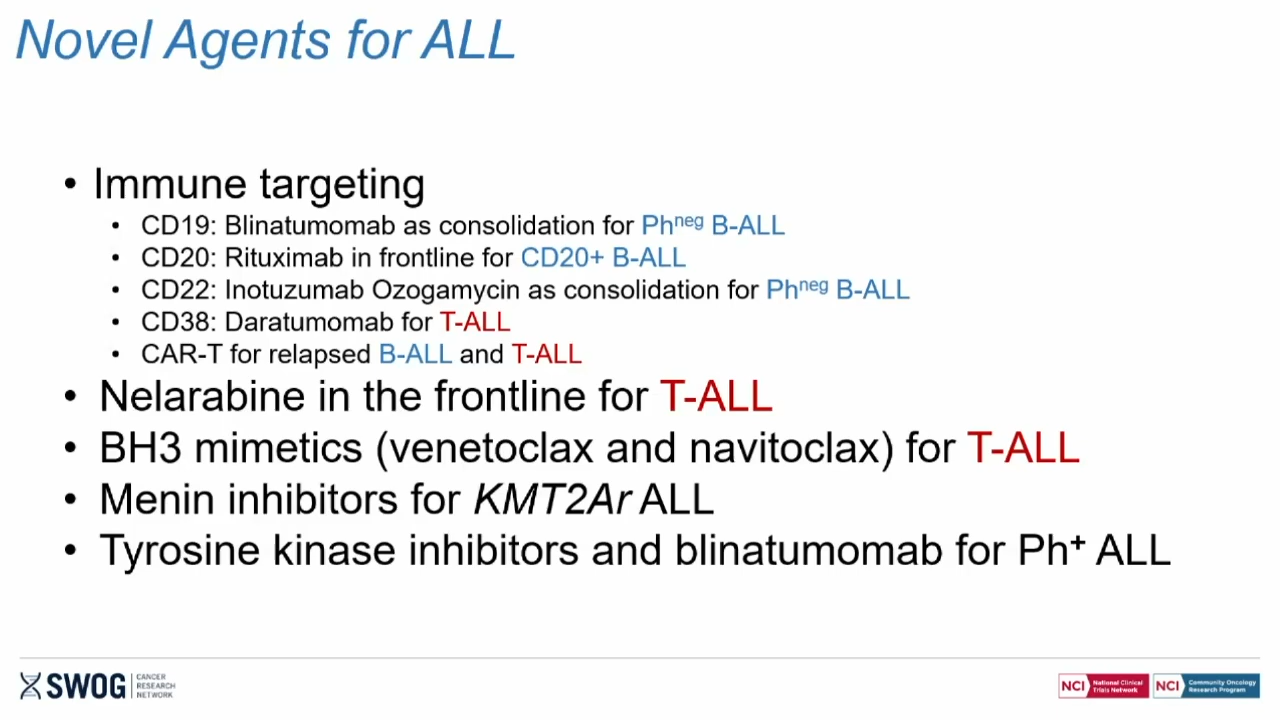 Novel Agents for ALL
• Immune targeting
• CD19: Blinatumomab as consolidation for Phneg B-ALL
• CD20: Rituximab in frontline for CD20+ B-ALL
• CD22: Inotuzumab Ozogamycin as consolidation for Phneg B-ALL
• CD38: Daratumomab for T-ALL
• CAR-T for relapsed B-ALL and T-ALL
• Nelarabine in the frontline for T-ALL
• BH3 mimetics (venetoclax and navitoclax) for T-ALL
• Menin inhibitors for KMT2Ar ALL
• Tyrosine kinase inhibitors and blinatumomab for Ph+ ALL
SWOG
CANCER
RESEARCH
NETWORK
NCI
National Clinical
Trials Network
NCI
Community Oncology
Research Program